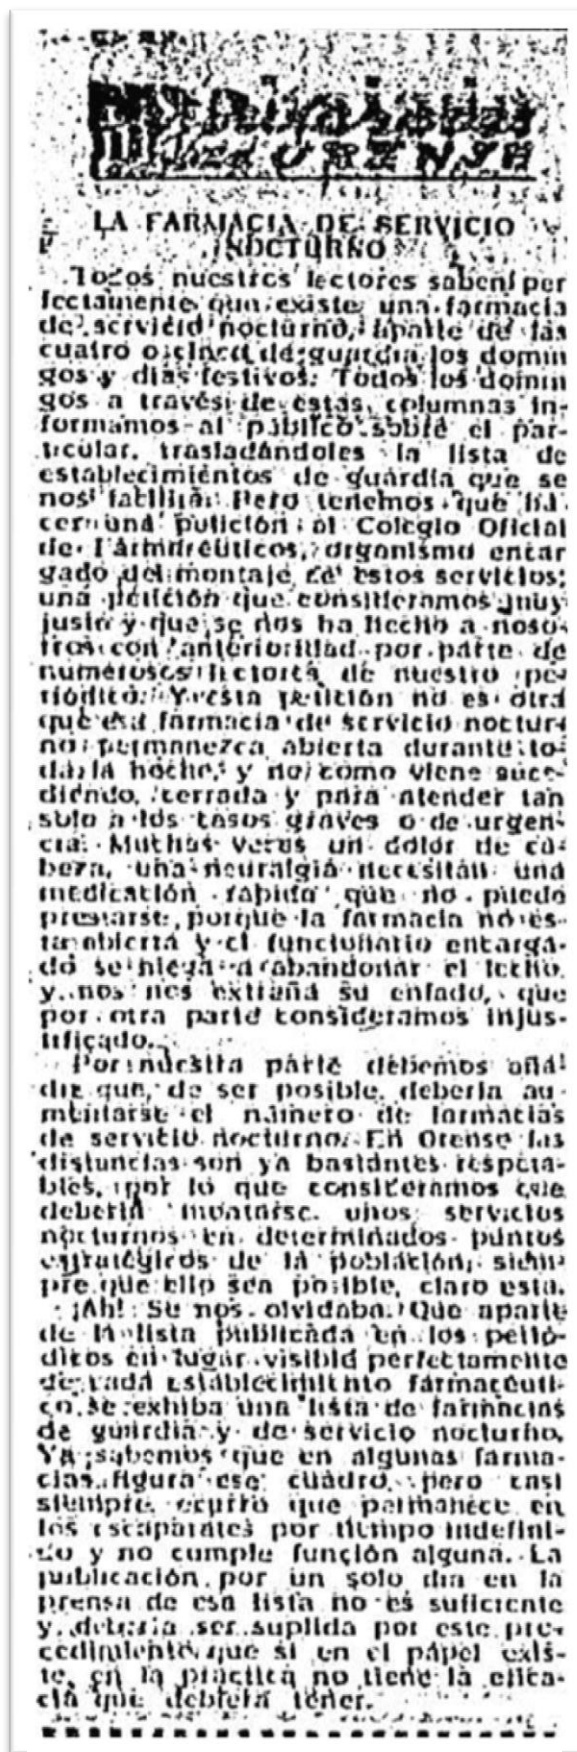 LA FARMACIA DE SERVICIO
NOCTURNO
Todos nuestros lectores saben per
fectamente que existe una farmacia
de servicio nocturno, aparte de las
cuatro o cinco de guardia los domin
gos y días festivos. Todos los domin
gos a través de estas columnas in-
formamos al público sobre el par-
ticular, trasladándoles la lista de
establecimientos de guardia que se
nos facilita. Pero tenemos que ha-
cer una petición al Colegio Oficial
de Farmacéuticos, organismo encar
gado del montaje de estos servicios;
una petición que consideramos muy
justa y que se nos ha hecho a noso-
tros con anterioridad por parte de
numerosos lectores de nuestro pe-
riódico. Y esta petición no es otra
que esa farmacia de servicio noctur-
no permanezca abierta durante to-
da la noche, y no como viene suce-
diendo, cerrada y para atender tan
sólo a los casos graves o de urgen-
cia. Muchas veces un dolor de ca-
beza, una neuralgia necesitan una
medicación rápida que no puede
prestarse, porque la farmacia no es-
ta abierta y el funcionario encarga-
do se niega a abandonar el lecho
y nos nos extraña su enfado, que
por otra parte consideramos injus-
tificado.
Por nuestra parte debemos aña-
dir que, de ser posible, debería au-
mentarse el número de farmacias
de servicio nocturno. En Orense las
distancias son ya bastantes respeta-
bles, por lo que consideramos que
debería montarse unos servicios
nocturnos en determinados puntos
estratégicos de la población, siem-
pre que ello sea posible, claro está.
¡Ah! Se nos olvidaba. Que aparte
de la lista publicada en los perió-
dicos en lugar visible perfectamente
de cada establecimiento farmacéuti-
co se exhiba una lista de farmacias
de guardia y de servicio nocturno.
Ya sabemos que en algunas farma-
cias figura ese cuadro, pero casi
siempre ocurre que permanece en
los escaparates por tiempo indefini-
do y no cumple función alguna. La
publicación por un solo día en la
prensa de esa lista no es suficiente
y debería ser suplida por este pro-
cedimiento que si en el papel exis-
te, en la práctica no tiene la efica-
cia que debiera tener.